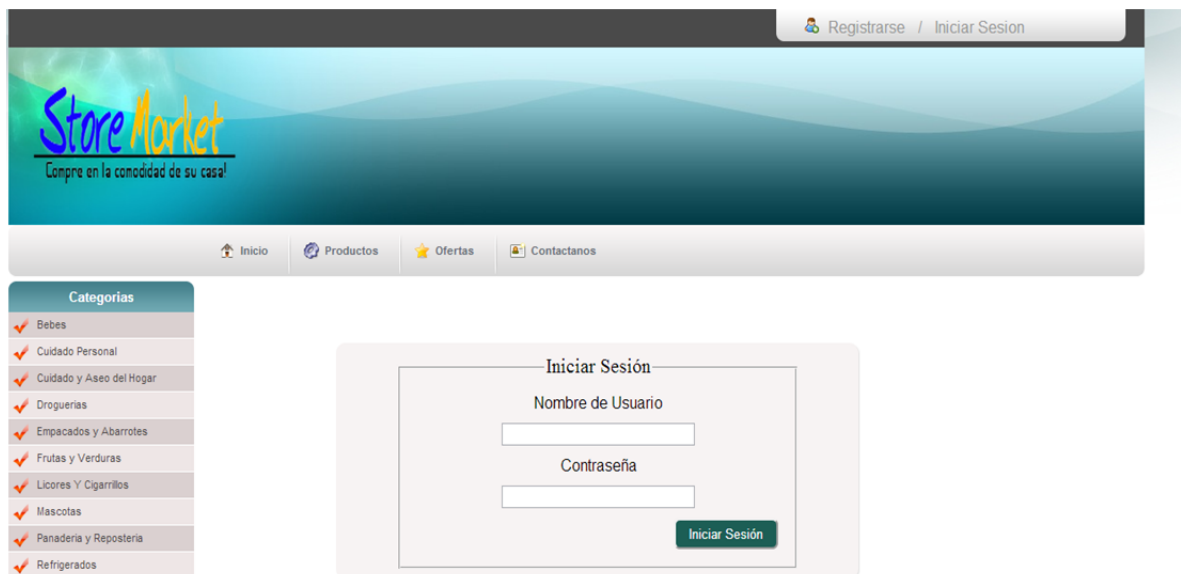 Registrarse / Iniciar Sesion
Store Market
Compre en la comodidad de su casa!
Inicio Productos Ofertas Contactanos
Categorias
Bebes
Cuidado Personal
Cuidado y Aseo del Hogar
Droguerias
Empacados y Abarrotes
Frutas y Verduras
Licores Y Cigarrillos
Mascotas
Panaderia y Reposteria
Refrigerados
Iniciar Sesión
Nombre de Usuario
Contraseña
Iniciar Sesión